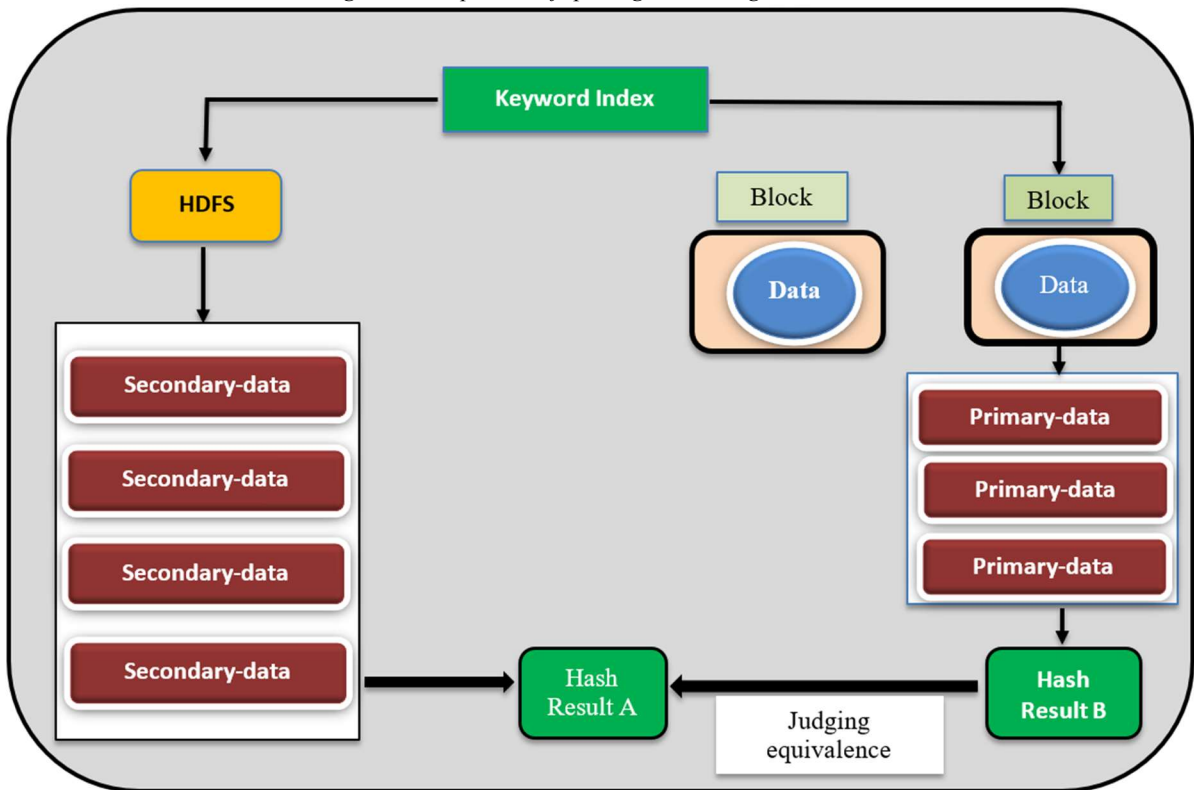 Keyword Index
HDFS
Block
Block
Data
Data
Secondary-data
Secondary-data
Secondary-data
Secondary-data
Primary-data
Primary-data
Primary-data
Hash
Result A
Judging
equivalence
Hash
Result B